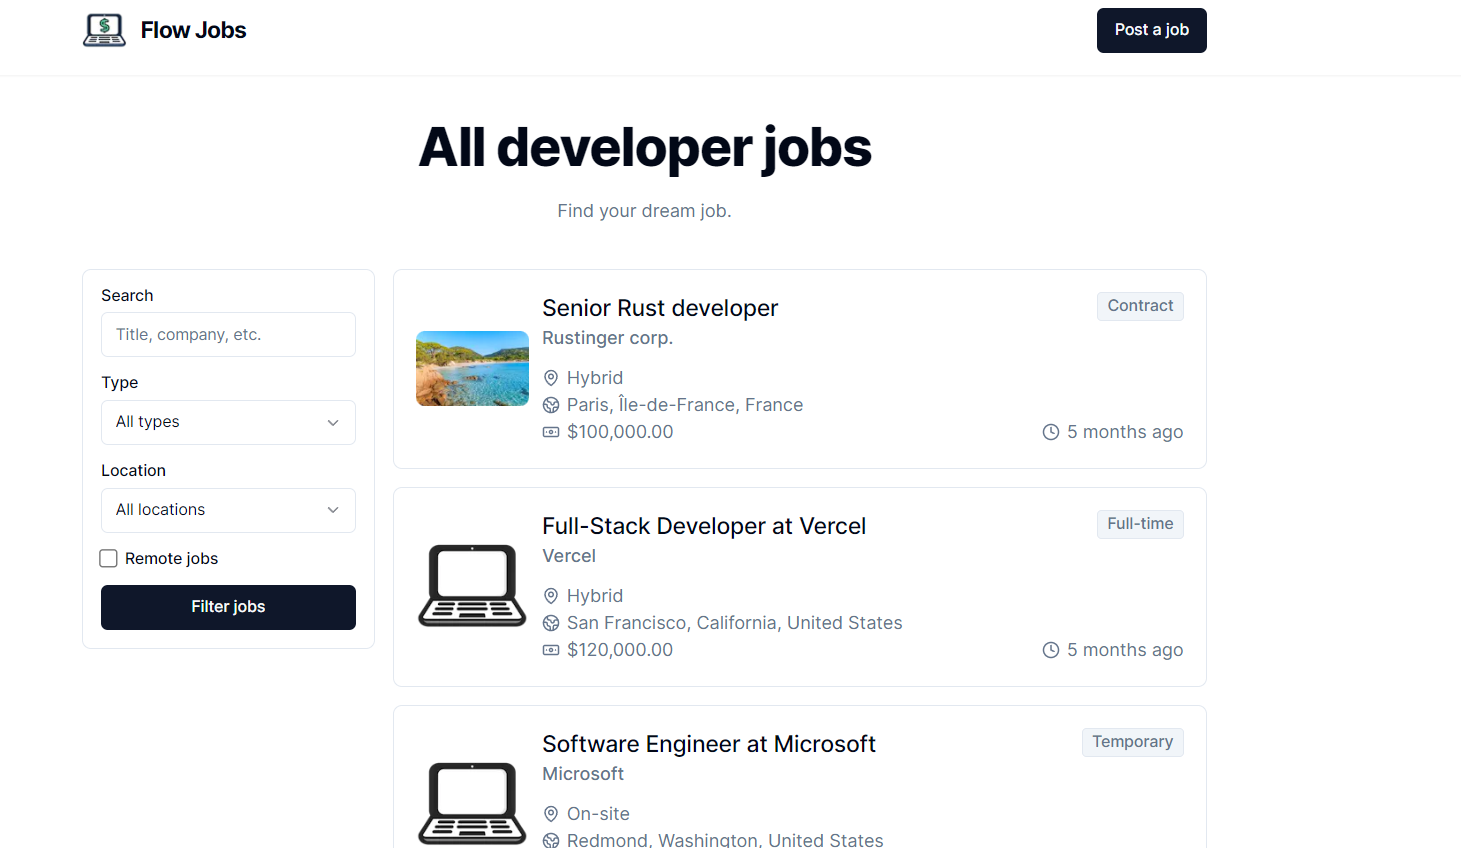 $
Flow Jobs
Post a job
All developer jobs
Find your dream job.
Search
Title, company, etc.
Type
All types
Location
All locations
Remote jobs
Filter jobs
Senior Rust developer
Contract
Rustinger corp.
Hybrid
Paris, Île-de-France, France
$100,000.00
5 months ago
Full-Stack Developer at Vercel
Full-time
Vercel
Hybrid
San Francisco, California, United States
$120,000.00
5 months ago
Software Engineer at Microsoft
Temporary
Microsoft
On-site
Redmond, Washington, United States